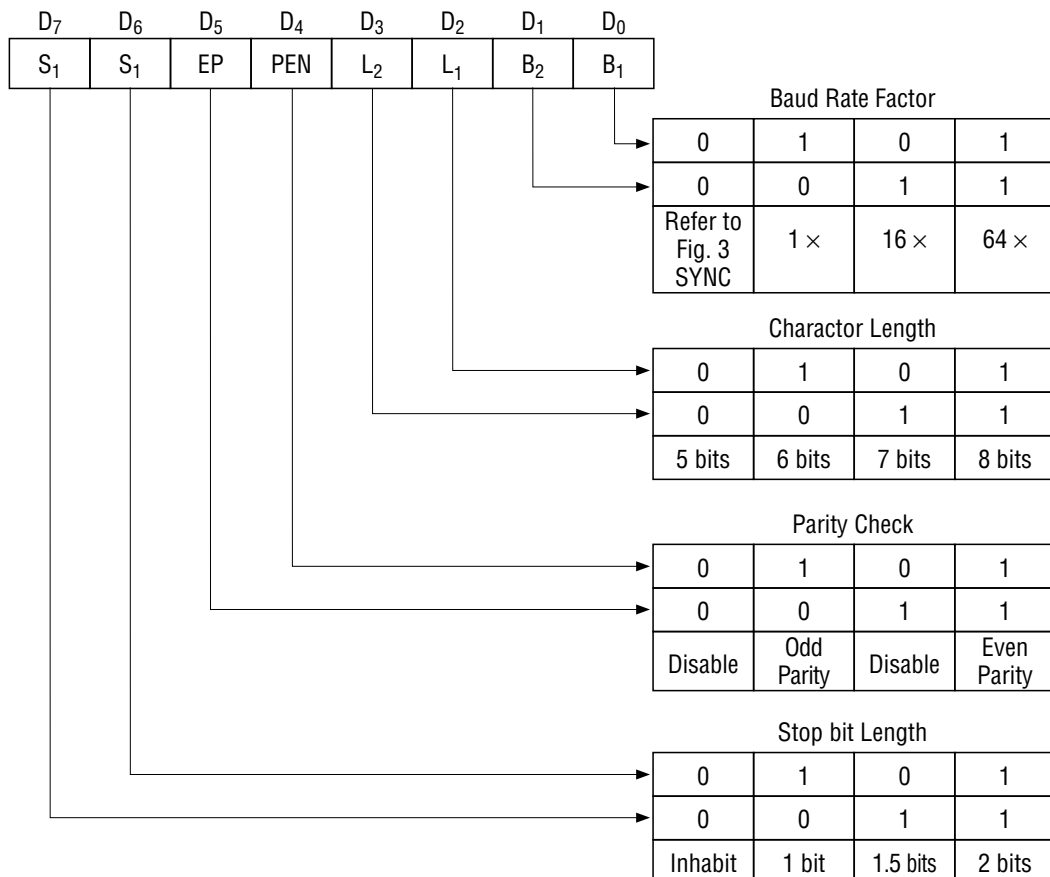 D₇ D₆ D₅ D₄ D₃ D₂ D₁ D₀
S₁ S₁ EP PEN L₂ L₁ B₂ B₁
Baud Rate Factor
0 1 0 1
0 0 1 1
Refer to Fig. 3 SYNC 1 × 16 × 64 ×
Charactor Length
0 1 0 1
0 0 1 1
5 bits 6 bits 7 bits 8 bits
Parity Check
0 1 0 1
0 0 1 1
Disable Odd Parity Disable Even Parity
Stop bit Length
0 1 0 1
0 0 1 1
Inhabit 1 bit 1.5 bits 2 bits